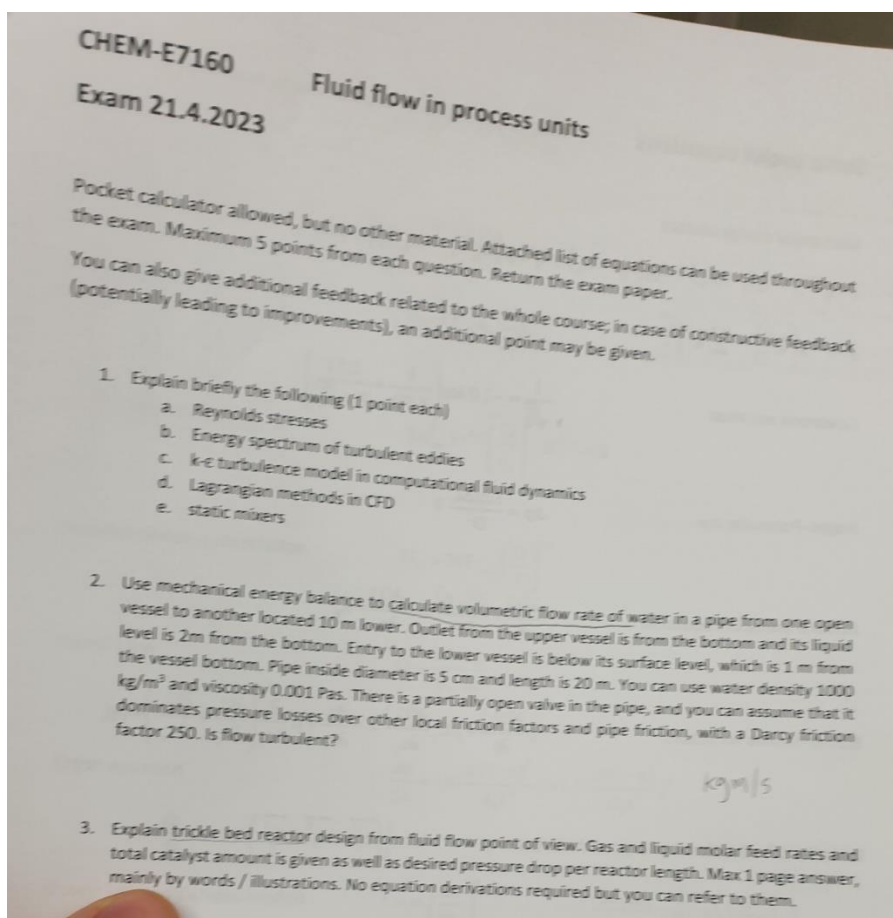 CHEM-E7160
Fluid flow in process units
Exam 21.4.2023
Pocket calculator allowed, but no other material. Attached list of equations can be used throughout
the exam. Maximum 5 points from each question. Return the exam paper.
You can also give additional feedback related to the whole course; in case of constructive feedback
(potentially leading to improvements), an additional point may be given.
1. Explain briefly the following (1 point each)
a. Reynolds stresses
b. Energy spectrum of turbulent eddies
c. k-ε turbulence model in computational fluid dynamics
d. Lagrangian methods in CFD
e. static mixers
2. Use mechanical energy balance to calculate volumetric flow rate of water in a pipe from one open
vessel to another located 10 m lower. Outlet from the upper vessel is from the bottom and its liquid
level is 2m from the bottom. Entry to the lower vessel is below its surface level, which is 1 m from
the vessel bottom. Pipe inside diameter is 5 cm and length is 20 m. You can use water density 1000
kg/m³ and viscosity 0.001 Pas. There is a partially open valve in the pipe, and you can assume that it
dominates pressure losses over other local friction factors and pipe friction, with a Darcy friction
factor 250. Is flow turbulent?
kgm/s
3. Explain trickle bed reactor design from fluid flow point of view. Gas and liquid molar feed rates and
total catalyst amount is given as well as desired pressure drop per reactor length. Max 1 page answer,
mainly by words / illustrations. No equation derivations required but you can refer to them.